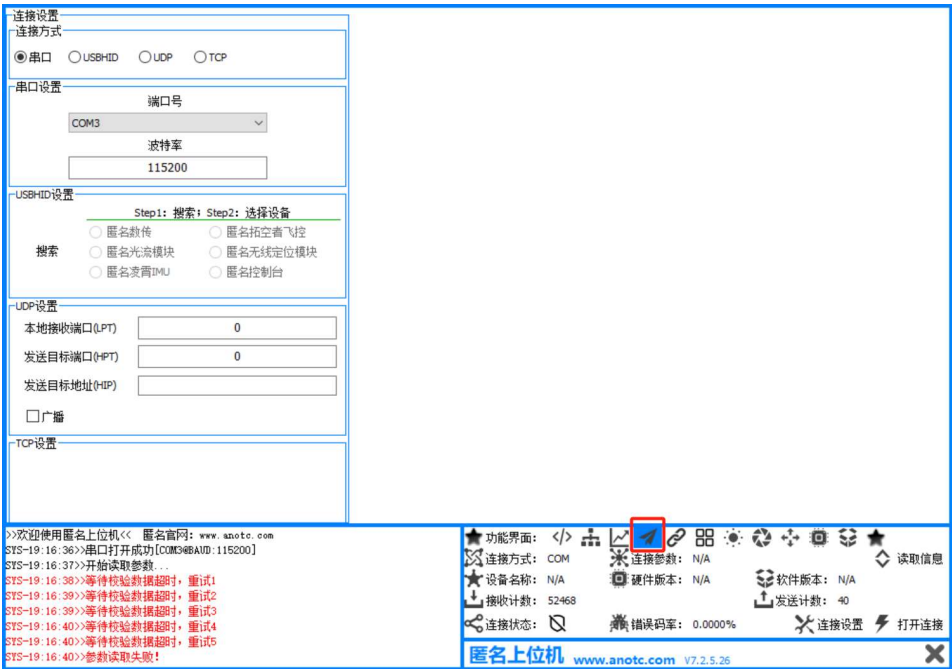 连接设置
连接方式
串口 USBHID UDP TCP
串口设置
端口号
COM3
波特率
115200
USBHID设置
Step1: 搜索; Step2: 选择设备
匿名数传 匿名拓空者飞控
搜索 匿名光流模块 匿名无线定位模块
匿名凌霄IMU 匿名控制台
UDP设置
本地接收端口(LPT) 0
发送目标端口(HPT) 0
发送目标地址(HIP)
广播
TCP设置
>>欢迎使用匿名上位机<< 匿名官网: www.anotc.com
SYS-19:16:36>>串口打开成功[COM3@BAUD:115200]
SYS-19:16:37>>开始读取参数...
SYS-19:16:38>>等待校验数据超时, 重试1
SYS-19:16:39>>等待校验数据超时, 重试2
SYS-19:16:39>>等待校验数据超时, 重试3
SYS-19:16:40>>等待校验数据超时, 重试4
SYS-19:16:40>>等待校验数据超时, 重试5
SYS-19:16:40>>参数读取失败!
功能界面:
连接方式: COM 连接参数: N/A 读取信息
设备名称: N/A 硬件版本: N/A 软件版本: N/A
接收计数: 52468 发送计数: 40
连接状态: 错误码率: 0.0000% 连接设置 打开连接
匿名上位机 www.anotc.com V7.2.5.26